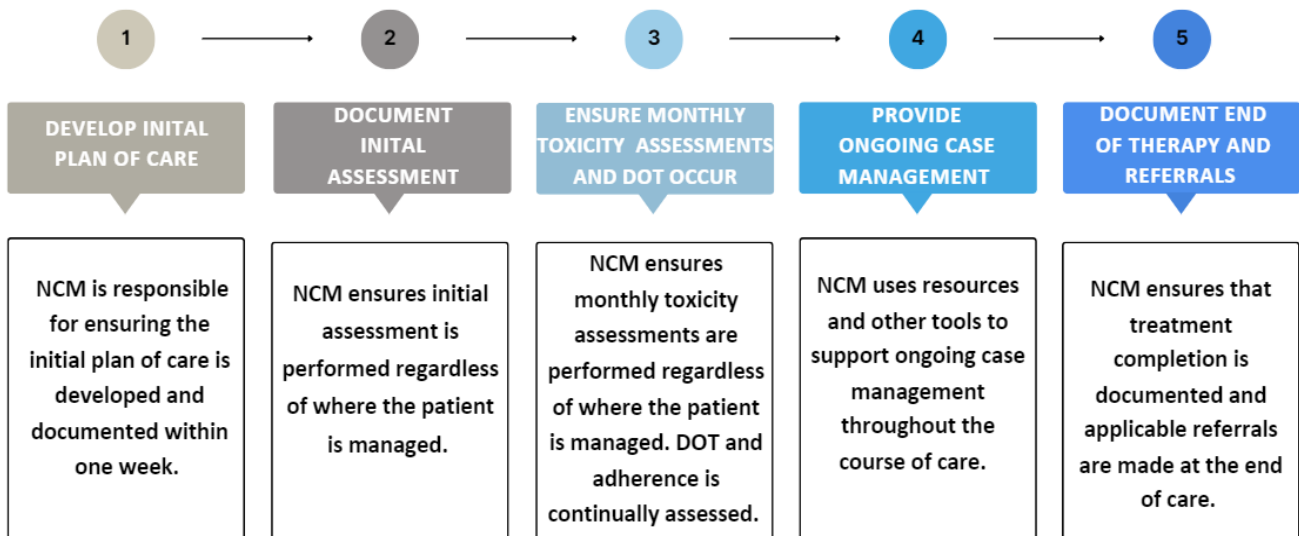 1
2
3
4
5
DEVELOP INITAL
PLAN OF CARE
DOCUMENT
INITAL
ASSESSMENT
ENSURE MONTHLY
TOXICITY ASSESSMENTS
AND DOT OCCUR
PROVIDE
ONGOING CASE
MANAGEMENT
DOCUMENT END
OF THERAPY AND
REFERRALS
NCM is responsible
for ensuring the
initial plan of care is
developed and
documented within
one week.
NCM ensures initial
assessment is
performed regardless
of where the patient
is managed.
NCM ensures
monthly toxicity
assessments are
performed regardless
of where the patient
is managed. DOT and
adherence is
continually assessed.
NCM uses resources
and other tools to
support ongoing case
management
throughout the
course of care.
NCM ensures that
treatment
completion is
documented and
applicable referrals
are made at the end
of care.